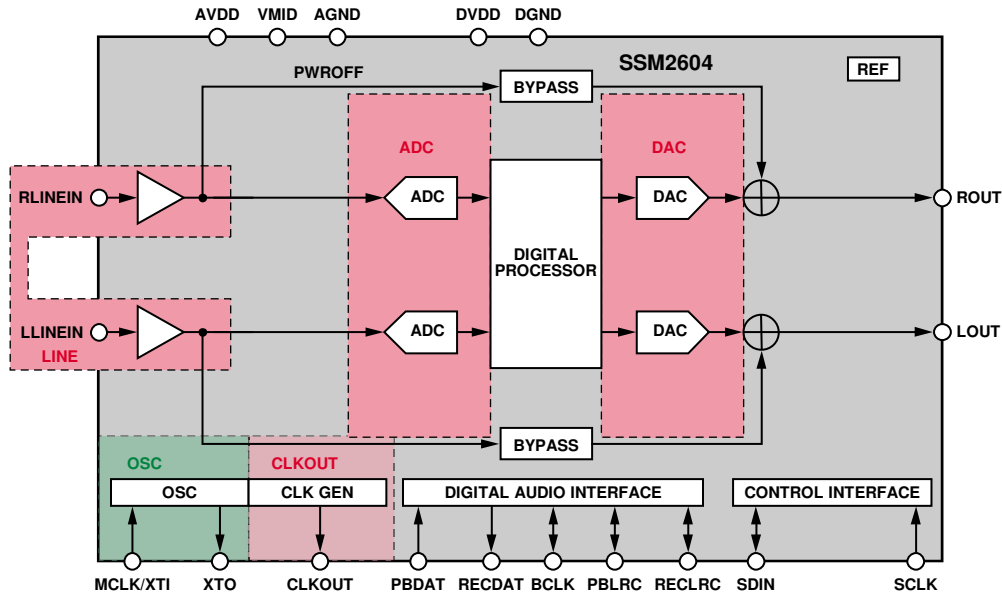 AVDD VMID AGND DVDD DGND
SSM2604
REF
PWROFF
BYPASS
ADC
DAC
RLINEIN
ADC
DAC
ROUT
DIGITAL
PROCESSOR
LLINEIN
ADC
DAC
LOUT
LINE
BYPASS
OSC
CLKOUT
OSC
CLK GEN
DIGITAL AUDIO INTERFACE
CONTROL INTERFACE
MCLK/XTI XTO CLKOUT PBDAT RECDAT BCLK PBLRC RECLRC SDIN SCLK